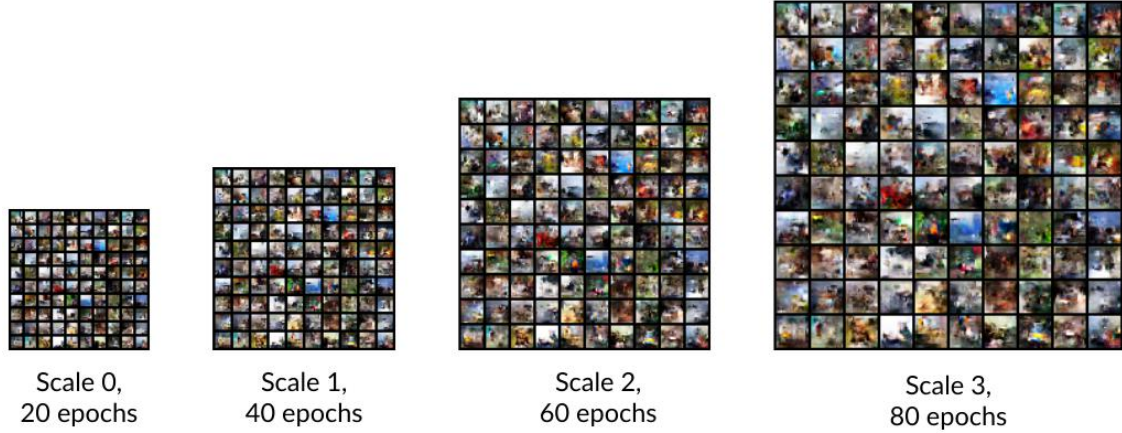 Scale 0,
20 epochs
Scale 1,
40 epochs
Scale 2,
60 epochs
Scale 3,
80 epochs